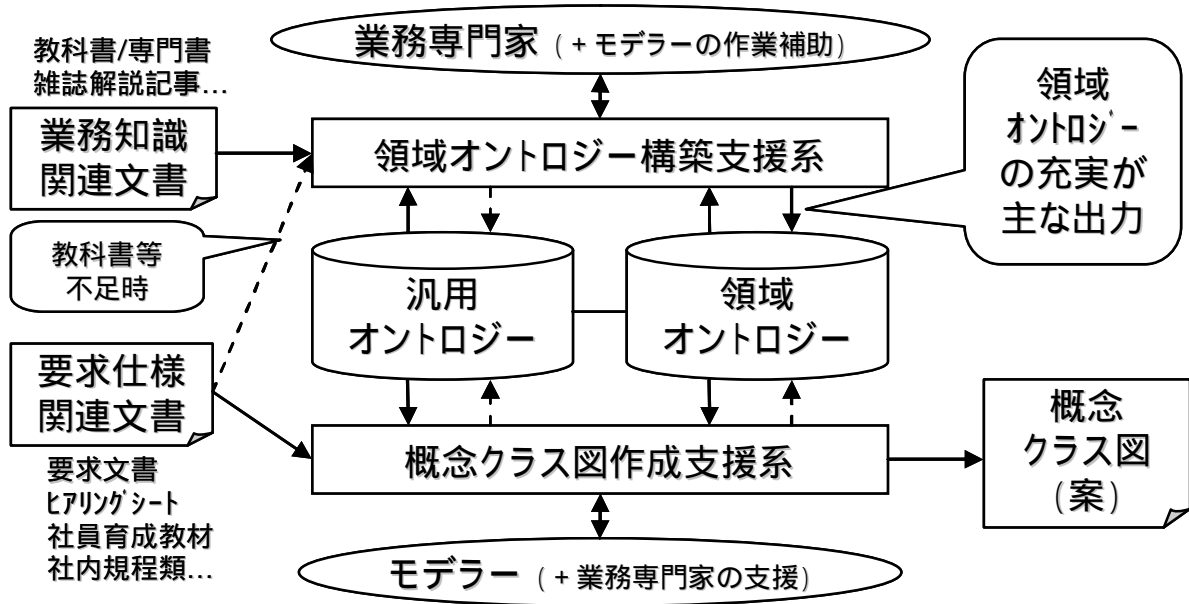 業務専門家（+モデラーの作業補助）
教科書/専門書
雑誌解説記事…
業務知識
関連文書
領域オントロジー構築支援系
領域
ｵﾝﾄﾛｼﾞｰ
の充実が
主な出力
教科書等
不足時
汎用
オントロジー
領域
オントロジー
要求仕様
関連文書
概念
クラス図
（案）
概念クラス図作成支援系
要求文書
ﾋｱﾘﾝｸﾞｼｰﾄ
社員育成教材
社内規程類…
モデラー（+業務専門家の支援）